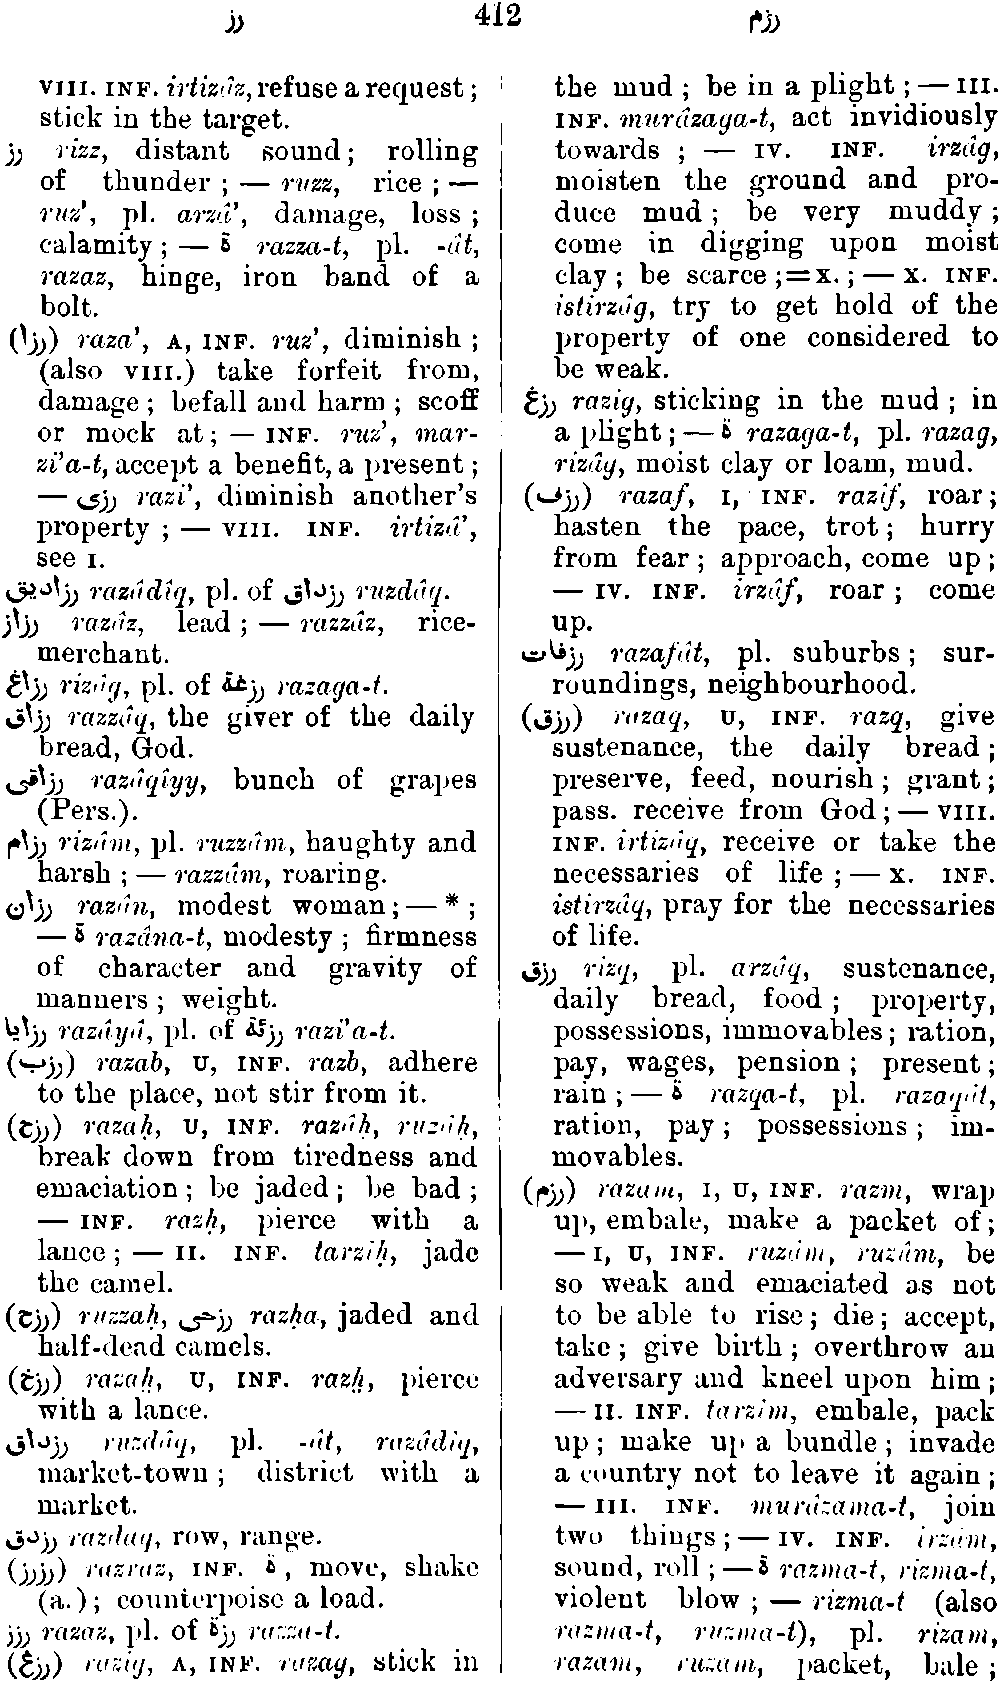 رز
412
رزم
VIII. INF. irtizâz, refuse a request;
stick in the target.
رز rizz, distant sound; rolling
of thunder; — ruzz, rice; —
ruz', pl. arzâ', damage, loss;
calamity; — ة razza-t, pl. -ât,
razaz, hinge, iron band of a
bolt.
(رزأ) raza', A, INF. ruz', diminish;
(also VIII.) take forfeit from,
damage; befall and harm; scoff
or mock at; — INF. ruz', mar-
zi'a-t, accept a benefit, a present;
— رزى razi', diminish another's
property; — VIII. INF. irtizâ',
see I.
رزاديق razâdîq, pl. of رزداق ruzdâq.
رزاز razâz, lead; — razzâz, rice-
merchant.
رزاغ rizâg, pl. of رزغة razaga-t.
رزاق razzâq, the giver of the daily
bread, God.
رزاقى razâqîyy, bunch of grapes
(Pers.).
رزام rizâm, pl. ruzzâm, haughty and
harsh; — razzâm, roaring.
رزان razân, modest woman; — *;
— ة razâna-t, modesty; firmness
of character and gravity of
manners; weight.
رزايا razâyâ, pl. of رزئة razi'a-t.
(رزب) razab, U, INF. razb, adhere
to the place, not stir from it.
(رزح) razaḥ, U, INF. razâḥ, ruzûḥ,
break down from tiredness and
emaciation; be jaded; be bad;
— INF. razḥ, pierce with a
lance; — II. INF. tarzîḥ, jade
the camel.
(رزح) ruzzaḥ, رزحى razḥa, jaded and
half-dead camels.
(رزخ) razaḫ, U, INF. razḫ, pierce
with a lance.
رزداق ruzdâq, pl. -ât, razâdîq,
market-town; district with a
market.
رزدق razdaq, row, range.
(رزرز) razraz, INF. ة, move, shake
(a.); counterpoise a load.
رزز razaz, pl. of رزة razza-t.
(رزغ) razig, A, INF. razag, stick in
the mud; be in a plight; — III.
INF. murâzaga-t, act invidiously
towards; — IV. INF. irzâg,
moisten the ground and pro-
duce mud; be very muddy;
come in digging upon moist
clay; be scarce; = X.; — X. INF.
istirzâg, try to get hold of the
property of one considered to
be weak.
رزغ razig, sticking in the mud; in
a plight; — ة razaga-t, pl. razag,
rizâg, moist clay or loam, mud.
(رزف) razaf, I, INF. razîf, roar;
hasten the pace, trot; hurry
from fear; approach, come up;
— IV. INF. irzâf, roar; come
up.
رزفات razafât, pl. suburbs; sur-
roundings, neighbourhood.
(رزق) razaq, U, INF. razq, give
sustenance, the daily bread;
preserve, feed, nourish; grant;
pass. receive from God; — VIII.
INF. irtizâq, receive or take the
necessaries of life; — X. INF.
istirzâq, pray for the necessaries
of life.
رزق rizq, pl. arzâq, sustenance,
daily bread, food; property,
possessions, immovables; ration,
pay, wages, pension; present;
rain; — ة razqa-t, pl. razaqât,
ration, pay; possessions; im-
movables.
(رزم) razam, I, U, INF. razm, wrap
up, embale, make a packet of;
— I, U, INF. ruzûm, ruzâm, be
so weak and emaciated as not
to be able to rise; die; accept,
take; give birth; overthrow an
adversary and kneel upon him;
— II. INF. tarzîm, embale, pack
up; make up a bundle; invade
a country not to leave it again;
— III. INF. murâzama-t, join
two things; — IV. INF. irzâm,
sound, roll; — ة razma-t, rizma-t,
violent blow; — rizma-t (also
razma-t, ruzma-t), pl. rizam,
razam, ruzam, packet, bale;